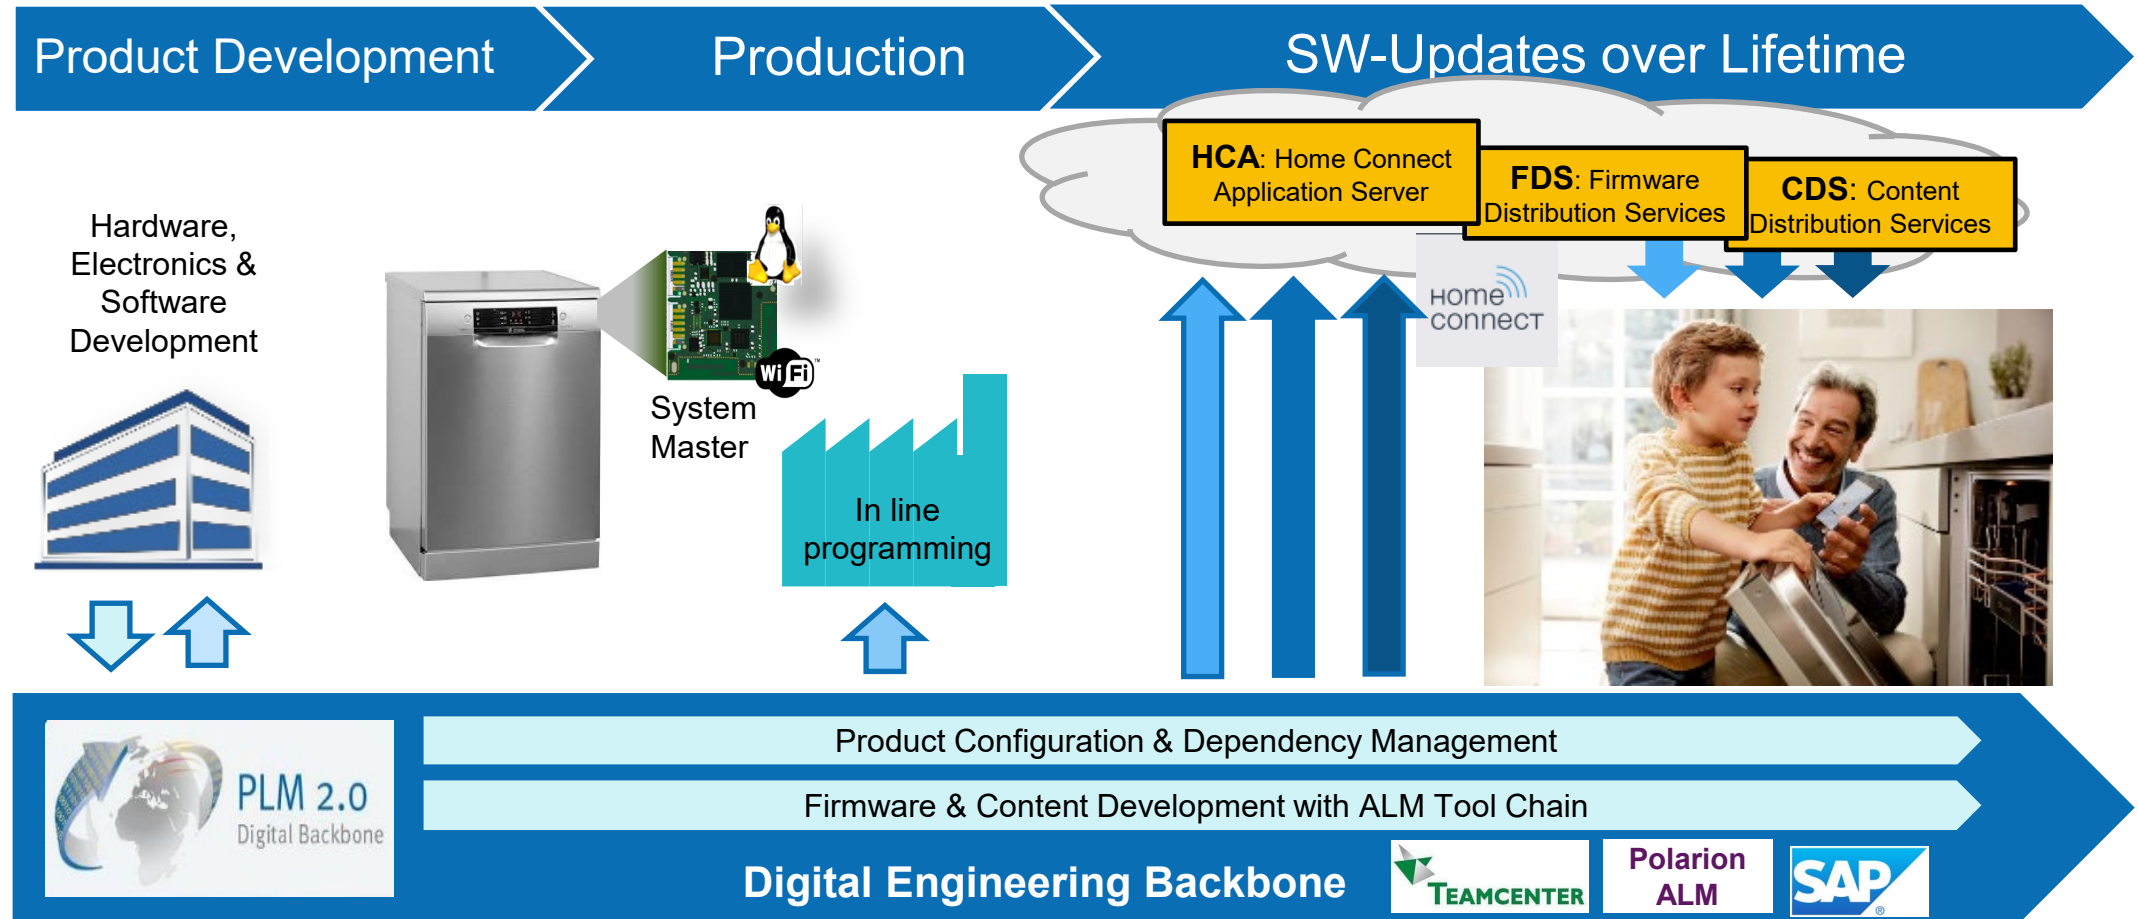 Product Development
Production
SW-Updates over Lifetime
HCA: Home Connect
Application Server
FDS: Firmware
Distribution Services
CDS: Content
Distribution Services
Hardware,
Electronics &
Software
Development
WiFi™
System
Master
In line
programming
HOME
CONNECT
Product Configuration & Dependency Management
Firmware & Content Development with ALM Tool Chain
PLM 2.0
Digital Backbone
Digital Engineering Backbone
TEAMCENTER
Polarion
ALM
SAP®